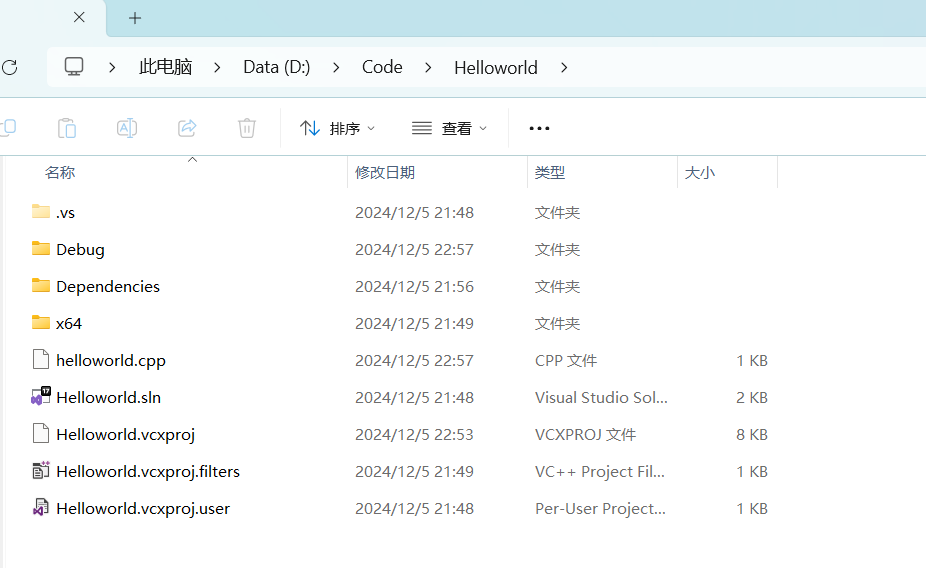 此电脑 Data (D:) Code Helloworld
排序 查看
名称 修改日期 类型 大小
.vs 2024/12/5 21:48 文件夹
Debug 2024/12/5 22:57 文件夹
Dependencies 2024/12/5 21:56 文件夹
x64 2024/12/5 21:49 文件夹
helloworld.cpp 2024/12/5 22:57 CPP 文件 1 KB
Helloworld.sln 2024/12/5 21:48 Visual Studio Sol... 2 KB
Helloworld.vcxproj 2024/12/5 22:53 VCXPROJ 文件 8 KB
Helloworld.vcxproj.filters 2024/12/5 21:49 VC++ Project Fil... 1 KB
Helloworld.vcxproj.user 2024/12/5 21:48 Per-User Project... 1 KB